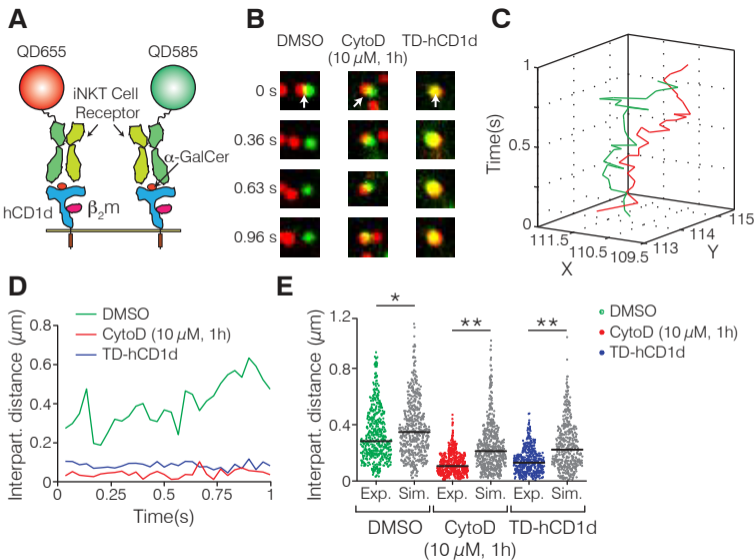 A
QD655
QD585
iNKT Cell
Receptor
α-GalCer
hCD1d
β2m
B
DMSO
CytoD
(10 µM, 1h)
TD-hCD1d
0 s
0.36 s
0.63 s
0.96 s
C
Time(s)
1
0.5
0
111.5
110.5
109.5
X
113
114
115
Y
D
Interpart. distance (µm)
0.8
0.6
0.4
0.2
0
0
0.25
0.5
0.75
1
Time(s)
DMSO
CytoD (10 µM, 1h)
TD-hCD1d
E
Interpart. distance (µm)
1.2
0.8
0.4
0
*
**
**
DMSO
CytoD (10 µM, 1h)
TD-hCD1d
Exp. Sim. Exp. Sim. Exp. Sim.
DMSO
CytoD
(10 µM, 1h)
TD-hCD1d